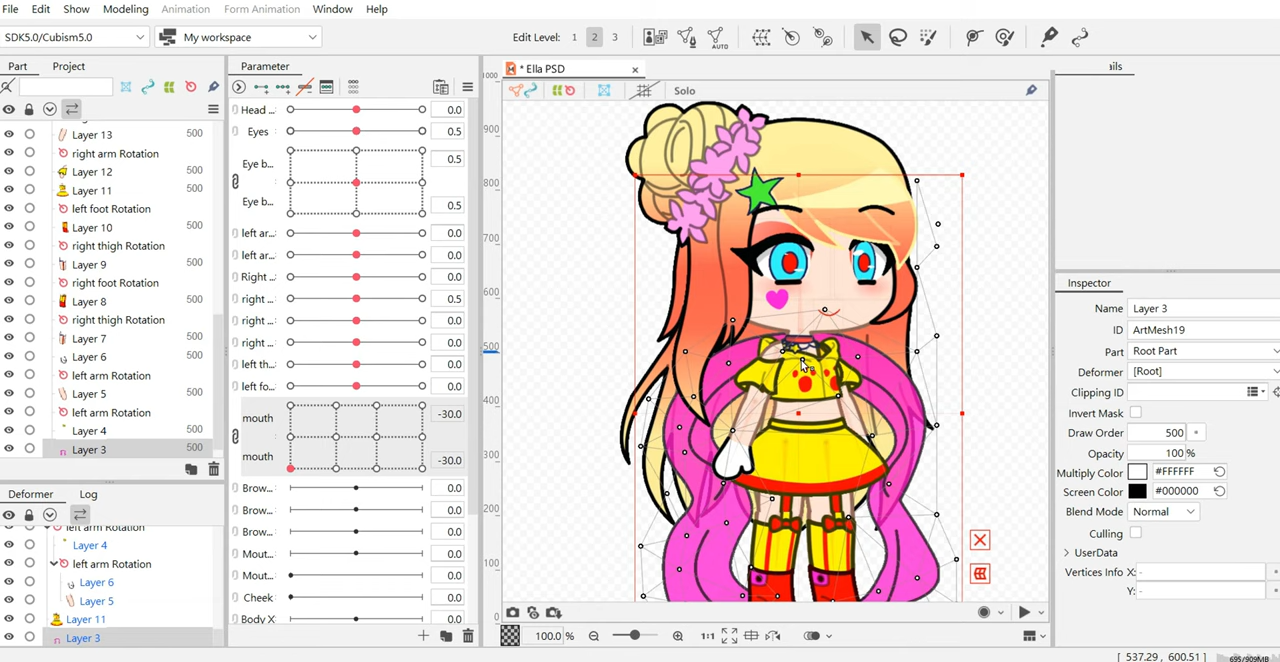 File Edit Show Modeling Animation Form Animation Window Help
SDK5.0/Cubism5.0 My workspace Edit Level: 1 2 3 AUTO
Part Project
Layer 13 500
right arm Rotation
Layer 12 500
Layer 11 500
left foot Rotation
Layer 10 500
right thigh Rotation
Layer 9 500
right foot Rotation
Layer 8 500
right thigh Rotation
Layer 7 500
Layer 6 500
left arm Rotation
Layer 5 500
left arm Rotation
Layer 4 500
Layer 3 500
Deformer Log
left arm Rotation
Layer 4
left arm Rotation
Layer 6
Layer 5
Layer 11
Layer 3
Parameter
Head ... 0.0
Eyes 0.5
Eye b... 0.5
Eye b... 0.5
left ar... 0.0
left ar... 0.0
Right ... 0.0
right ... 0.5
right ... 0.0
right ... 0.0
left th... 0.0
left fo... 0.0
mouth -30.0
mouth -30.0
Brow... 0.0
Brow... 0.0
Brow... 0.0
Mout... 0.0
Mout... 0.0
Cheek 0.0
Body X 0.0
* Ella PSD
Solo
1000
900
800
700
600
500
400
300
200
100
0
100.0 % 1:1
ils
Inspector
Name Layer 3
ID ArtMesh19
Part Root Part
Deformer [Root]
Clipping ID
Invert Mask
Draw Order 500
Opacity 100 %
Multiply Color #FFFFFF
Screen Color #000000
Blend Mode Normal
Culling
> UserData
Vertices Info X: -
Y: -
[ 537.29 , 600.51 ] 695/909MB